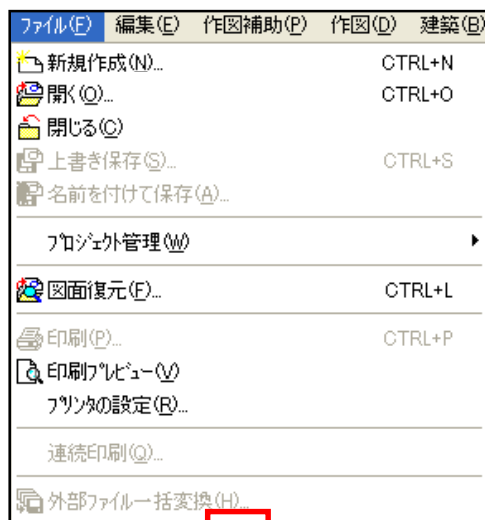 ファイル(F) 編集(E) 作図補助(P) 作図(D) 建築(B)
新規作成(N)... CTRL+N
開く(O)... CTRL+O
閉じる(C)
上書き保存(S)... CTRL+S
名前を付けて保存(A)...
プロジェクト管理(W)
図面復元(F)... CTRL+L
印刷(P)... CTRL+P
印刷プレビュー(V)
プリンタの設定(R)...
連続印刷(Q)...
外部ファイル一括変換(H)...